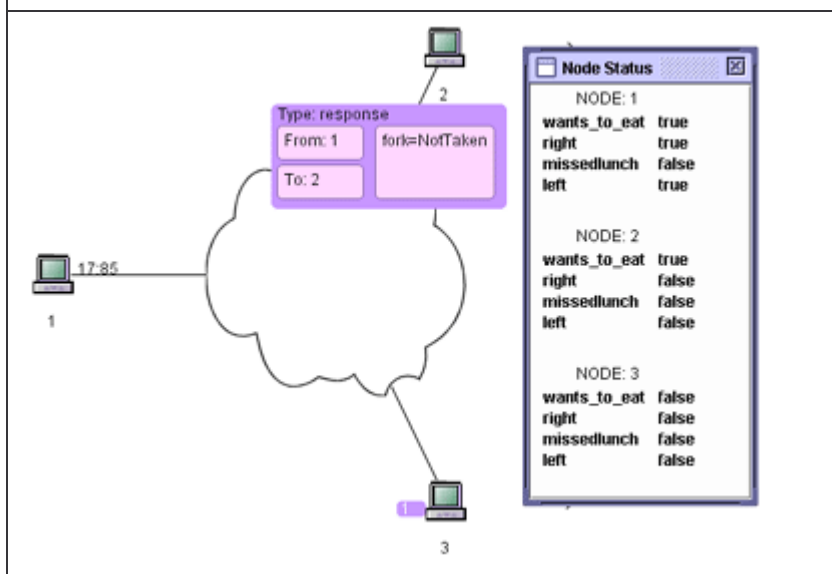 2
Type: response
From: 1
fork=NotTaken
To: 2
17:85
1
1
3
Node Status
NODE: 1
wants_to_eat true
right true
missedlunch false
left true
NODE: 2
wants_to_eat true
right false
missedlunch false
left false
NODE: 3
wants_to_eat false
right false
missedlunch false
left false